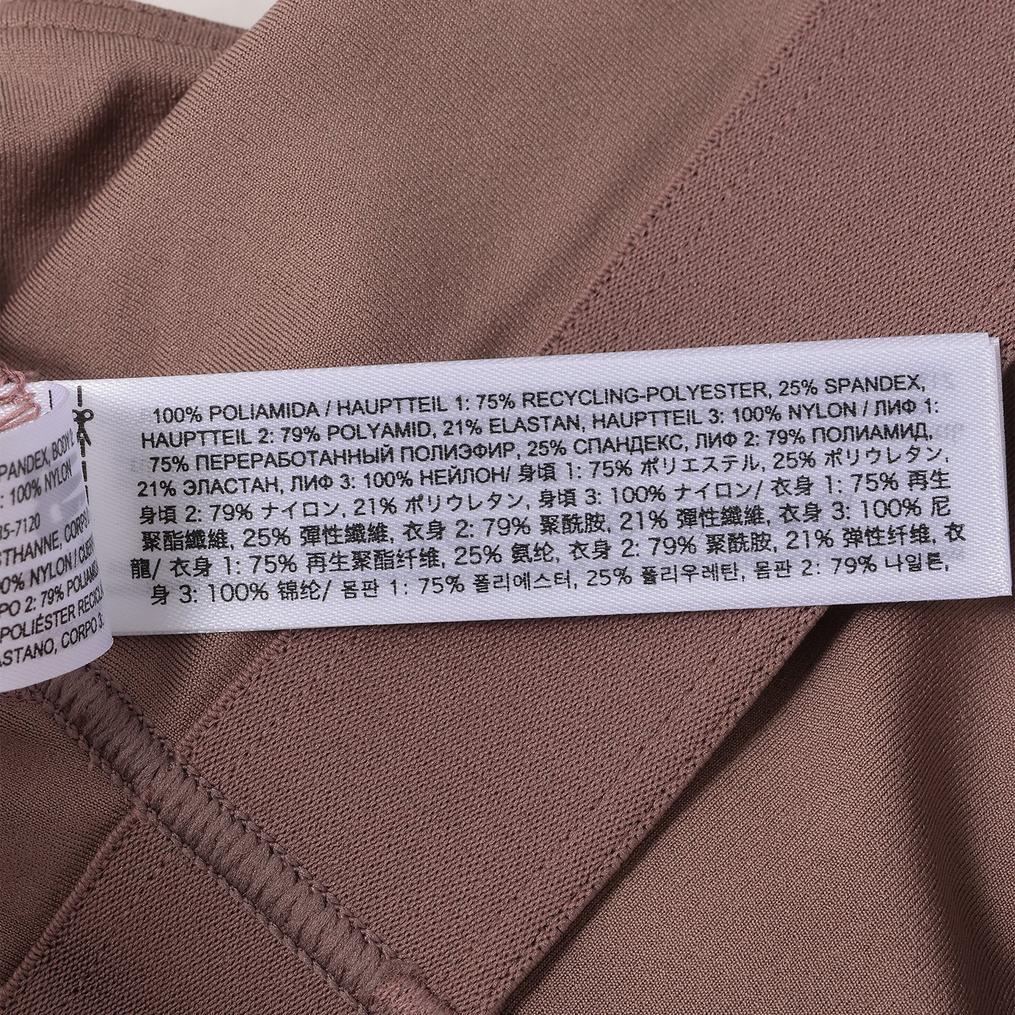 100% POLIAMIDA / HAUPTTEIL 1: 75% RECYCLING-POLYESTER, 25% SPANDEX,
HAUPTTEIL 2: 79% POLYAMID, 21% ELASTAN, HAUPTTEIL 3: 100% NYLON / ЛИФ 1:
75% ПЕРЕРАБОТАННЫЙ ПОЛИЭФИР, 25% СПАНДЕКС, ЛИФ 2: 79% ПОЛИАМИД,
21% ЭЛАСТАН, ЛИФ 3: 100% НЕЙЛОН/ 身頃 1: 75% ポリエステル, 25% ポリウレタン,
身頃 2: 79% ナイロン, 21% ポリウレタン, 身頃 3: 100% ナイロン/ 衣身 1: 75% 再生
聚酯纖維, 25% 彈性纖維, 衣身 2: 79% 聚酰胺, 21% 彈性纖維, 衣身 3: 100% 尼
龍/ 衣身 1: 75% 再生聚酯纤维, 25% 氨纶, 衣身 2: 79% 聚酰胺, 21% 弹性纤维, 衣
身 3: 100% 锦纶/ 몸판 1: 75% 폴리에스터, 25% 폴리우레탄, 몸판 2: 79% 나일론,
SPANDEX, BODY 2
: 100% NYLON
35-7120
CORPO
0% NYLON /
PO 2: 79% POLIAMID
POLIÉSTER
ASTANO, CORPO 3: